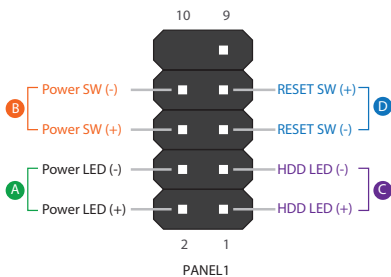 10 9
Power SW (-) RESET SW (+)
B D
Power SW (+) RESET SW (-)
Power LED (-) HDD LED (-)
A C
Power LED (+) HDD LED (+)
2 1
PANEL1